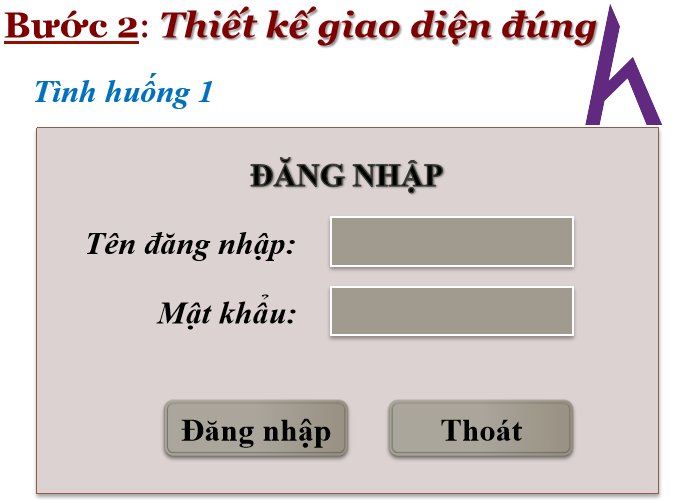 Bước 2: Thiết kế giao diện đúng
Tình huống 1
ĐĂNG NHẬP
Tên đăng nhập:
Mật khẩu:
Đăng nhập Thoát